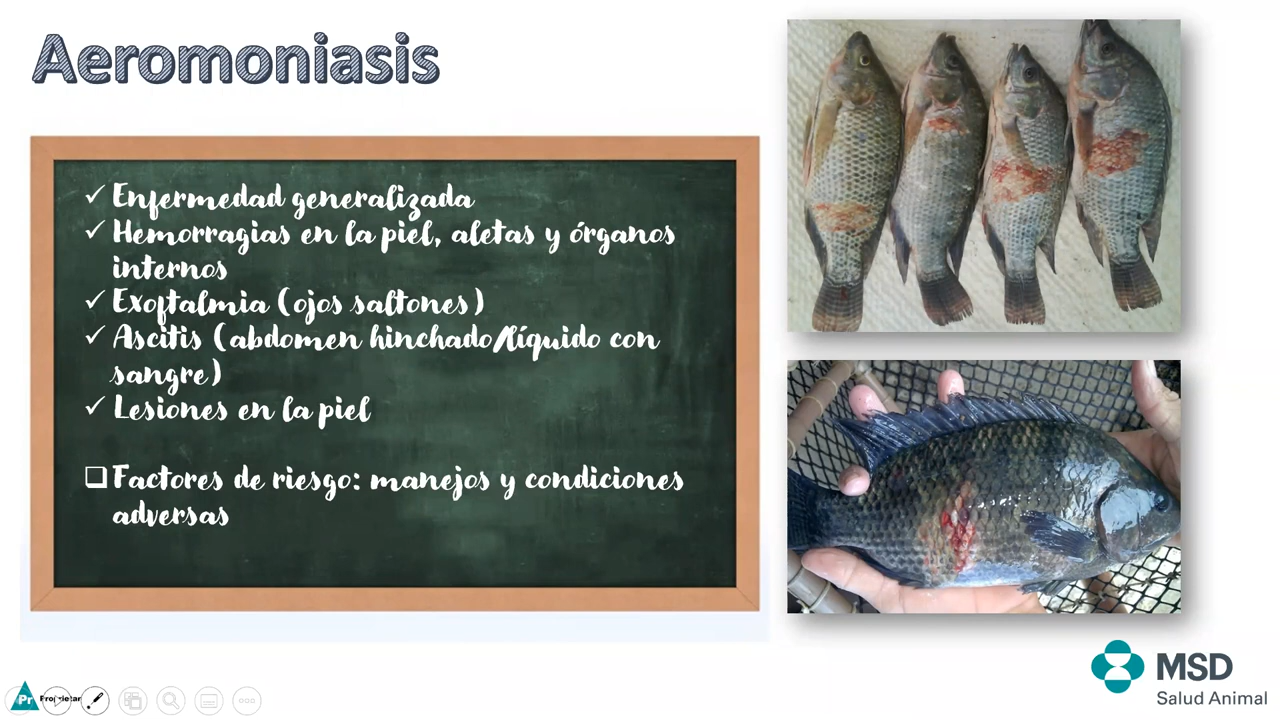 Aeromoniasis
✓ Enfermedad generalizada
✓ Hemorragias en la piel, aletas y órganos
internos
✓ Exoftalmia (ojos saltones)
✓ Ascitis (abdomen hinchado/líquido con
sangre)
✓ Lesiones en la piel
❑ Factores de riesgo: manejos y condiciones
adversas
MSD
Salud Animal
Pr